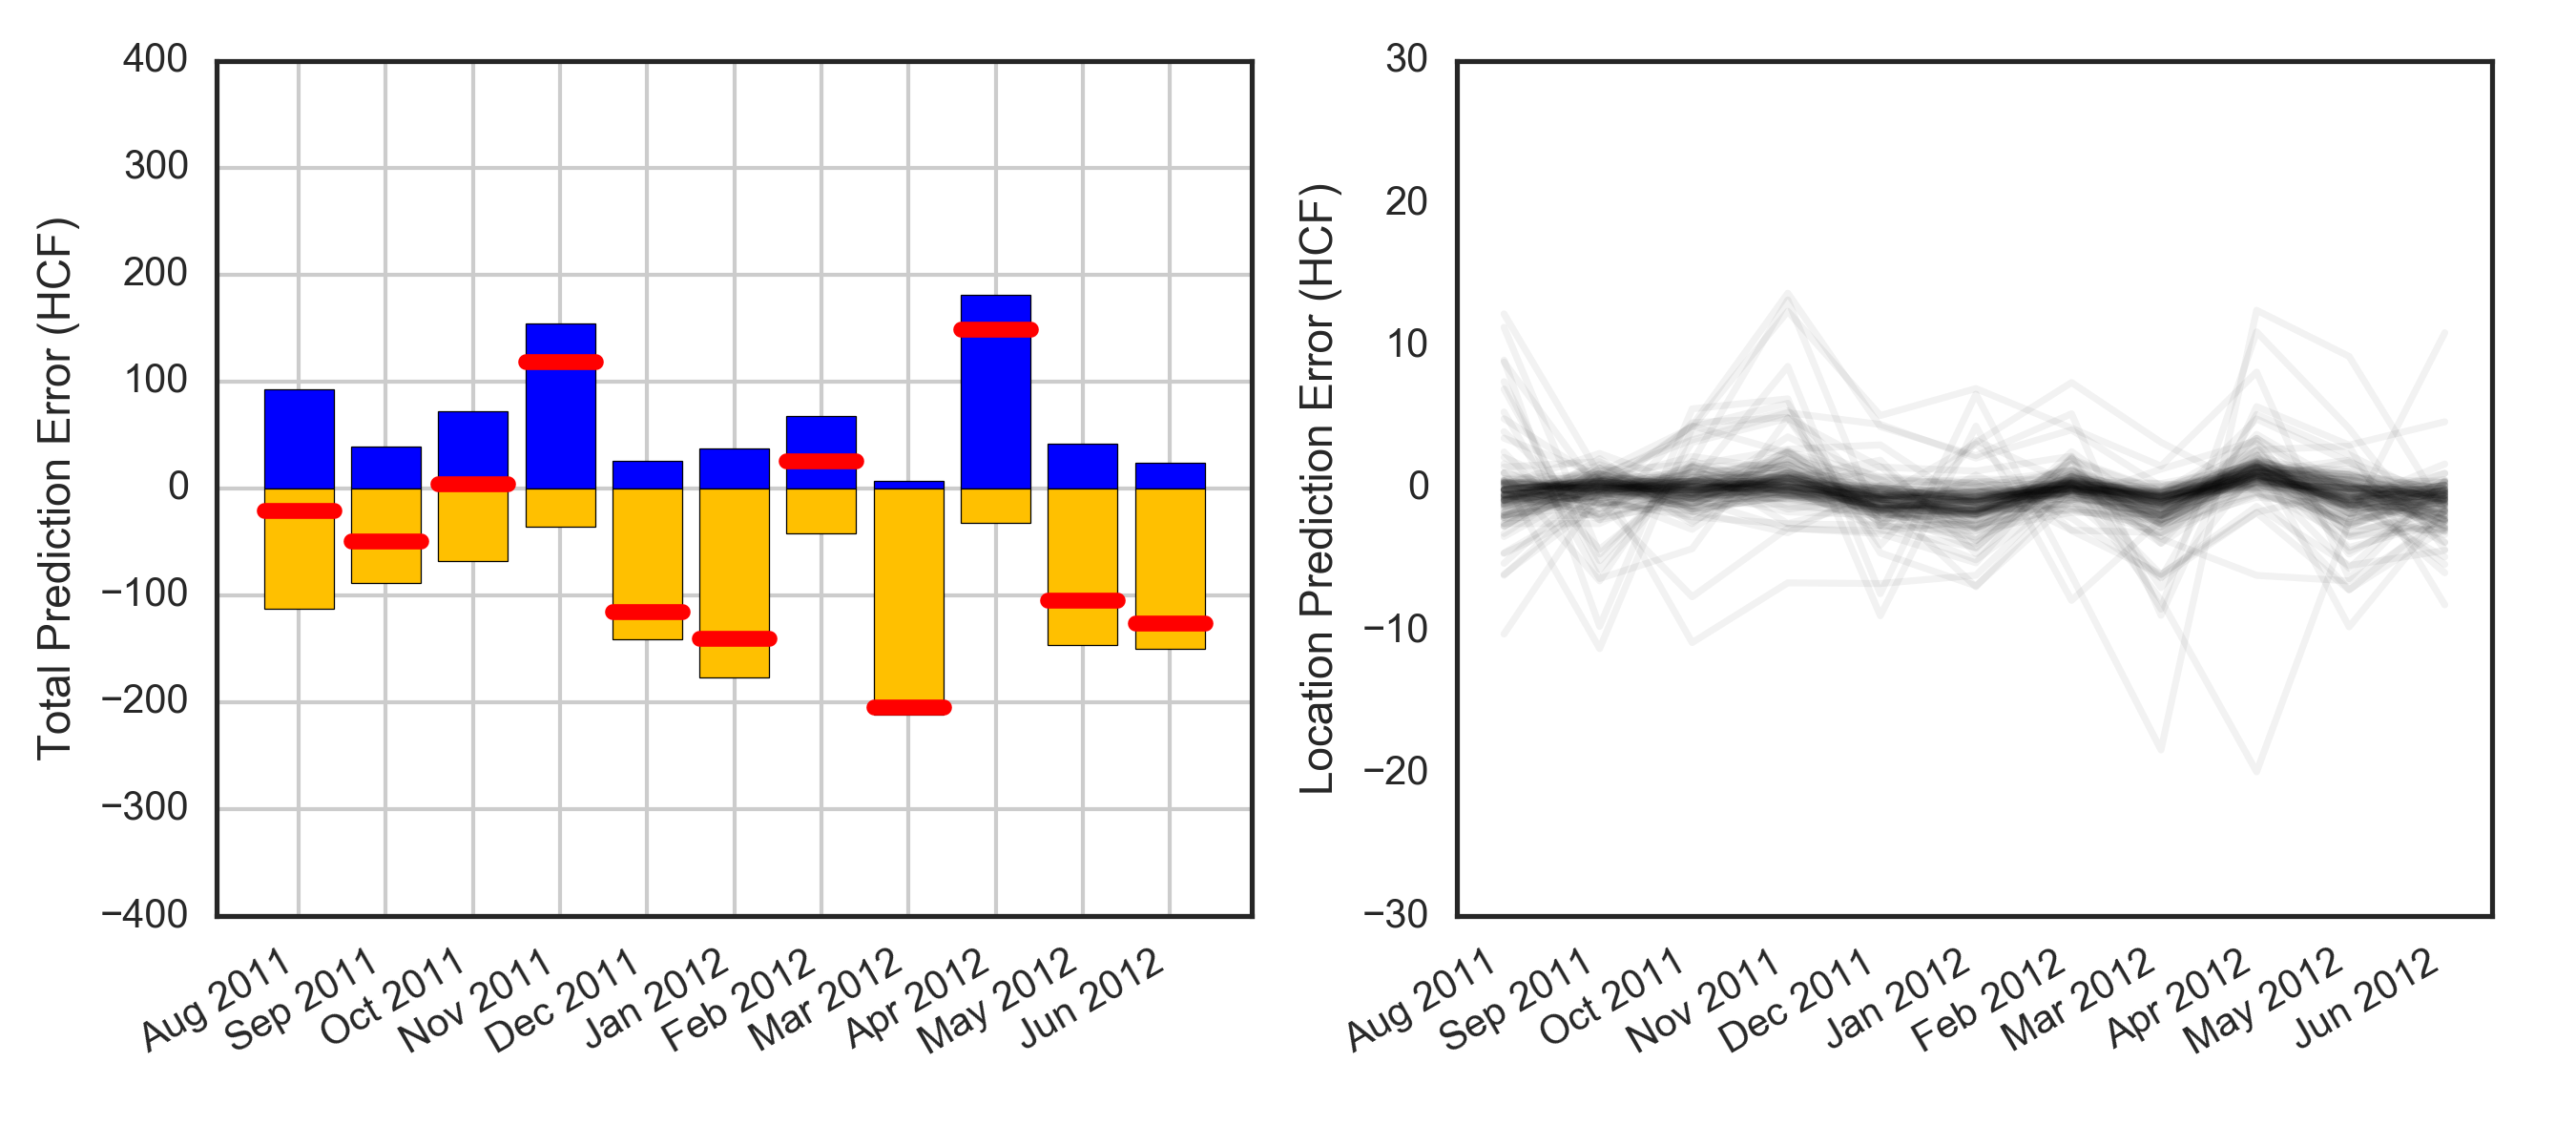 Total Prediction Error (HCF)
400
300
200
100
0
−100
−200
−300
−400
Aug 2011
Sep 2011
Oct 2011
Nov 2011
Dec 2011
Jan 2012
Feb 2012
Mar 2012
Apr 2012
May 2012
Jun 2012
Location Prediction Error (HCF)
30
20
10
0
−10
−20
−30
Aug 2011
Sep 2011
Oct 2011
Nov 2011
Dec 2011
Jan 2012
Feb 2012
Mar 2012
Apr 2012
May 2012
Jun 2012